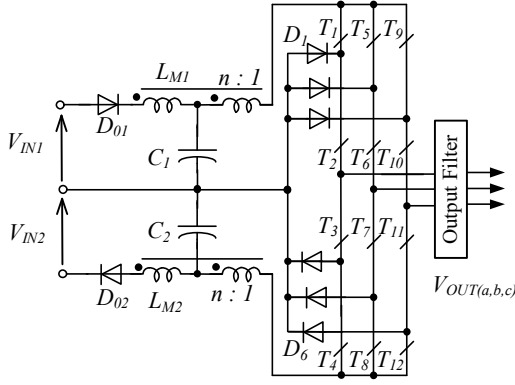 T1 T5 T9
D1
LM1 n : 1
D01
VIN1
C1
T2 T6 T10
Output Filter
C2
T3 T7 T11
VIN2
D02 LM2 n : 1
D6
VOUT(a,b,c)
T4 T8 T12